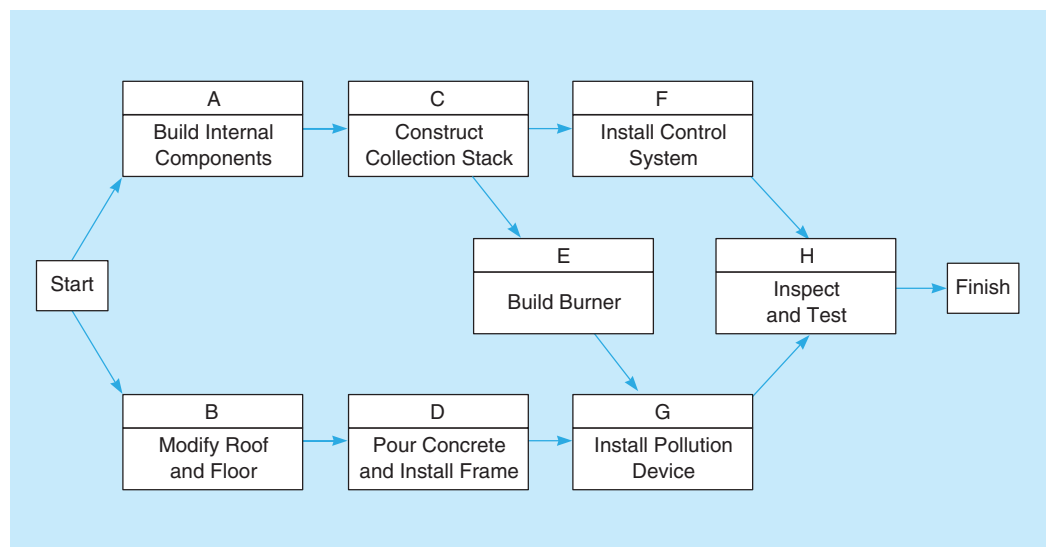 A
Build Internal
Components
C
Construct
Collection Stack
F
Install Control
System
E
Build Burner
H
Inspect
and Test
Start
Finish
B
Modify Roof
and Floor
D
Pour Concrete
and Install Frame
G
Install Pollution
Device